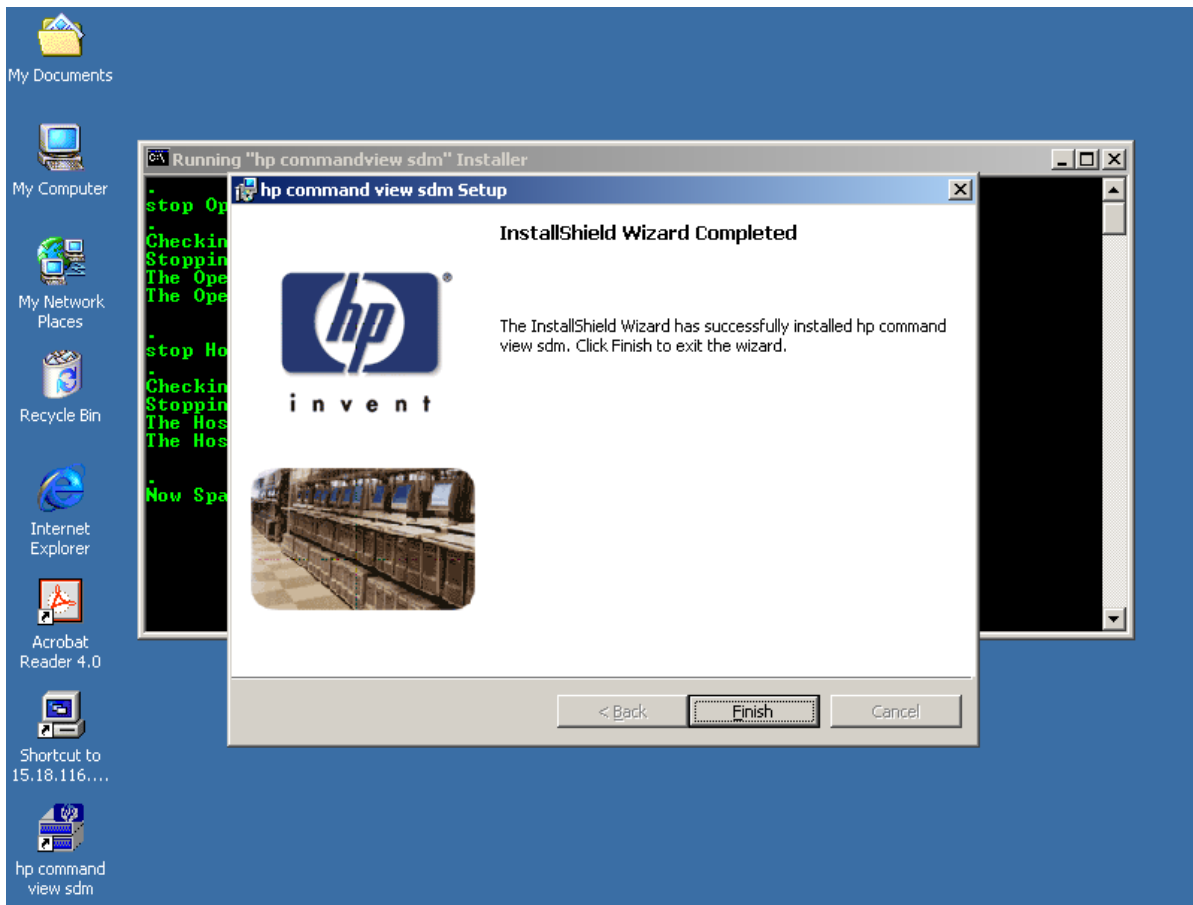 My Documents
My Computer
My Network
Places
Recycle Bin
Internet
Explorer
Acrobat
Reader 4.0
Shortcut to
15.18.116....
hp command
view sdm
Running "hp commandview sdm" Installer
.
stop Op
.
Checkin
Stoppin
The Ope
The Ope
.
stop Ho
.
Checkin
Stoppin
The Hos
The Hos
.
Now Spa
hp command view sdm Setup
InstallShield Wizard Completed
hp
®
invent
The InstallShield Wizard has successfully installed hp command
view sdm. Click Finish to exit the wizard.
< Back
Finish
Cancel